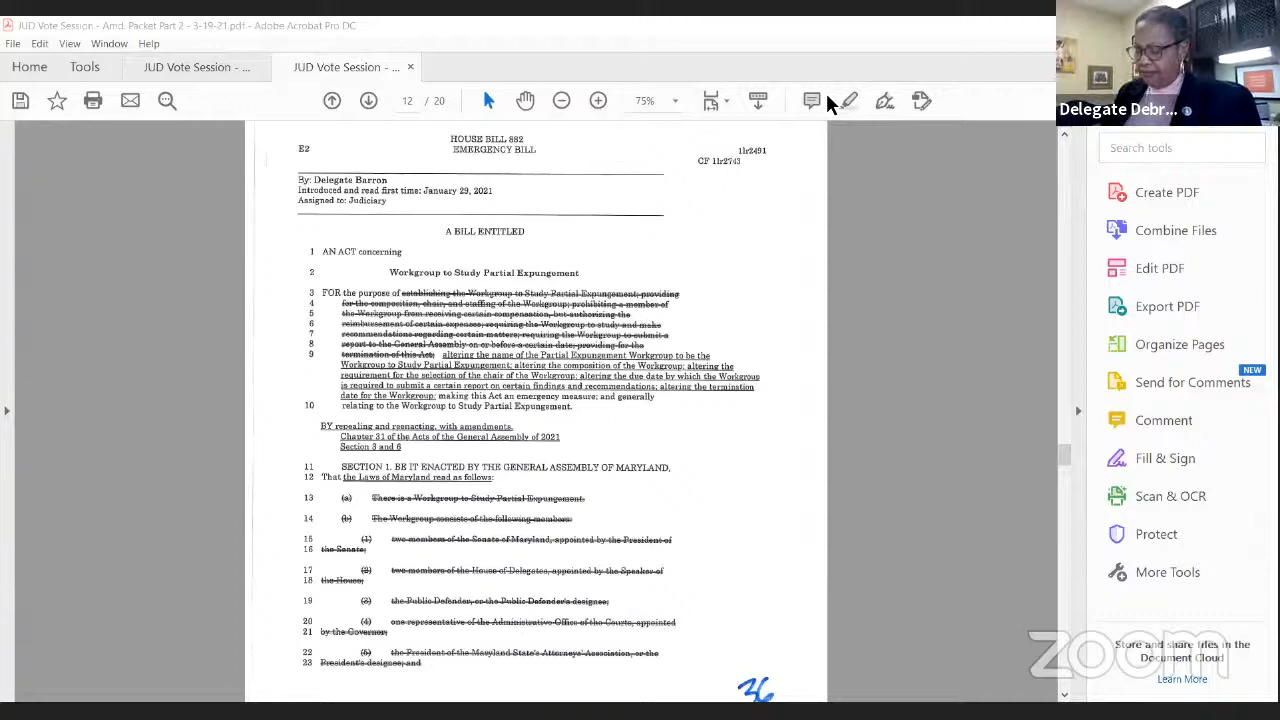 JUD Vote Session - Amd. Packet Part 2 - 3-19-21.pdf - Adobe Acrobat Pro DC
File Edit View Window Help
Home Tools JUD Vote Session - ... JUD Vote Session - ... ×
12 / 20 75%
Delegate Debr...
Search tools
Create PDF
Combine Files
Edit PDF
Export PDF
Organize Pages
NEW
Send for Comments
Comment
Fill & Sign
Scan & OCR
Protect
More Tools
Store and share files in the
Document Cloud
Learn More
zoom
HOUSE BILL 882
E2 EMERGENCY BILL 1lr2491
CF 1lr2743
By: Delegate Barron
Introduced and read first time: January 29, 2021
Assigned to: Judiciary
A BILL ENTITLED
1 AN ACT concerning
2 Workgroup to Study Partial Expungement
3 FOR the purpose of establishing the Workgroup to Study Partial Expungement; providing
4 for the composition, chair, and staffing of the Workgroup; prohibiting a member of
5 the Workgroup from receiving certain compensation, but authorizing the
6 reimbursement of certain expenses; requiring the Workgroup to study and make
7 recommendations regarding certain matters; requiring the Workgroup to submit a
8 report to the General Assembly on or before a certain date; providing for the
9 termination of this Act; altering the name of the Partial Expungement Workgroup to be the
Workgroup to Study Partial Expungement; altering the composition of the Workgroup; altering the
requirement for the selection of the chair of the Workgroup; altering the due date by which the Workgroup
is required to submit a certain report on certain findings and recommendations; altering the termination
date for the Workgroup; making this Act an emergency measure; and generally
10 relating to the Workgroup to Study Partial Expungement.
BY repealing and reenacting, with amendments,
Chapter 31 of the Acts of the General Assembly of 2021
Section 3 and 6
11 SECTION 1. BE IT ENACTED BY THE GENERAL ASSEMBLY OF MARYLAND,
12 That the Laws of Maryland read as follows:
13 (a) There is a Workgroup to Study Partial Expungement.
14 (b) The Workgroup consists of the following members:
15 (1) two members of the Senate of Maryland, appointed by the President of
16 the Senate;
17 (2) two members of the House of Delegates, appointed by the Speaker of
18 the House;
19 (3) the Public Defender, or the Public Defender's designee;
20 (4) one representative of the Administrative Office of the Courts, appointed
21 by the Governor;
22 (5) the President of the Maryland State's Attorneys' Association, or the
23 President's designee; and
36